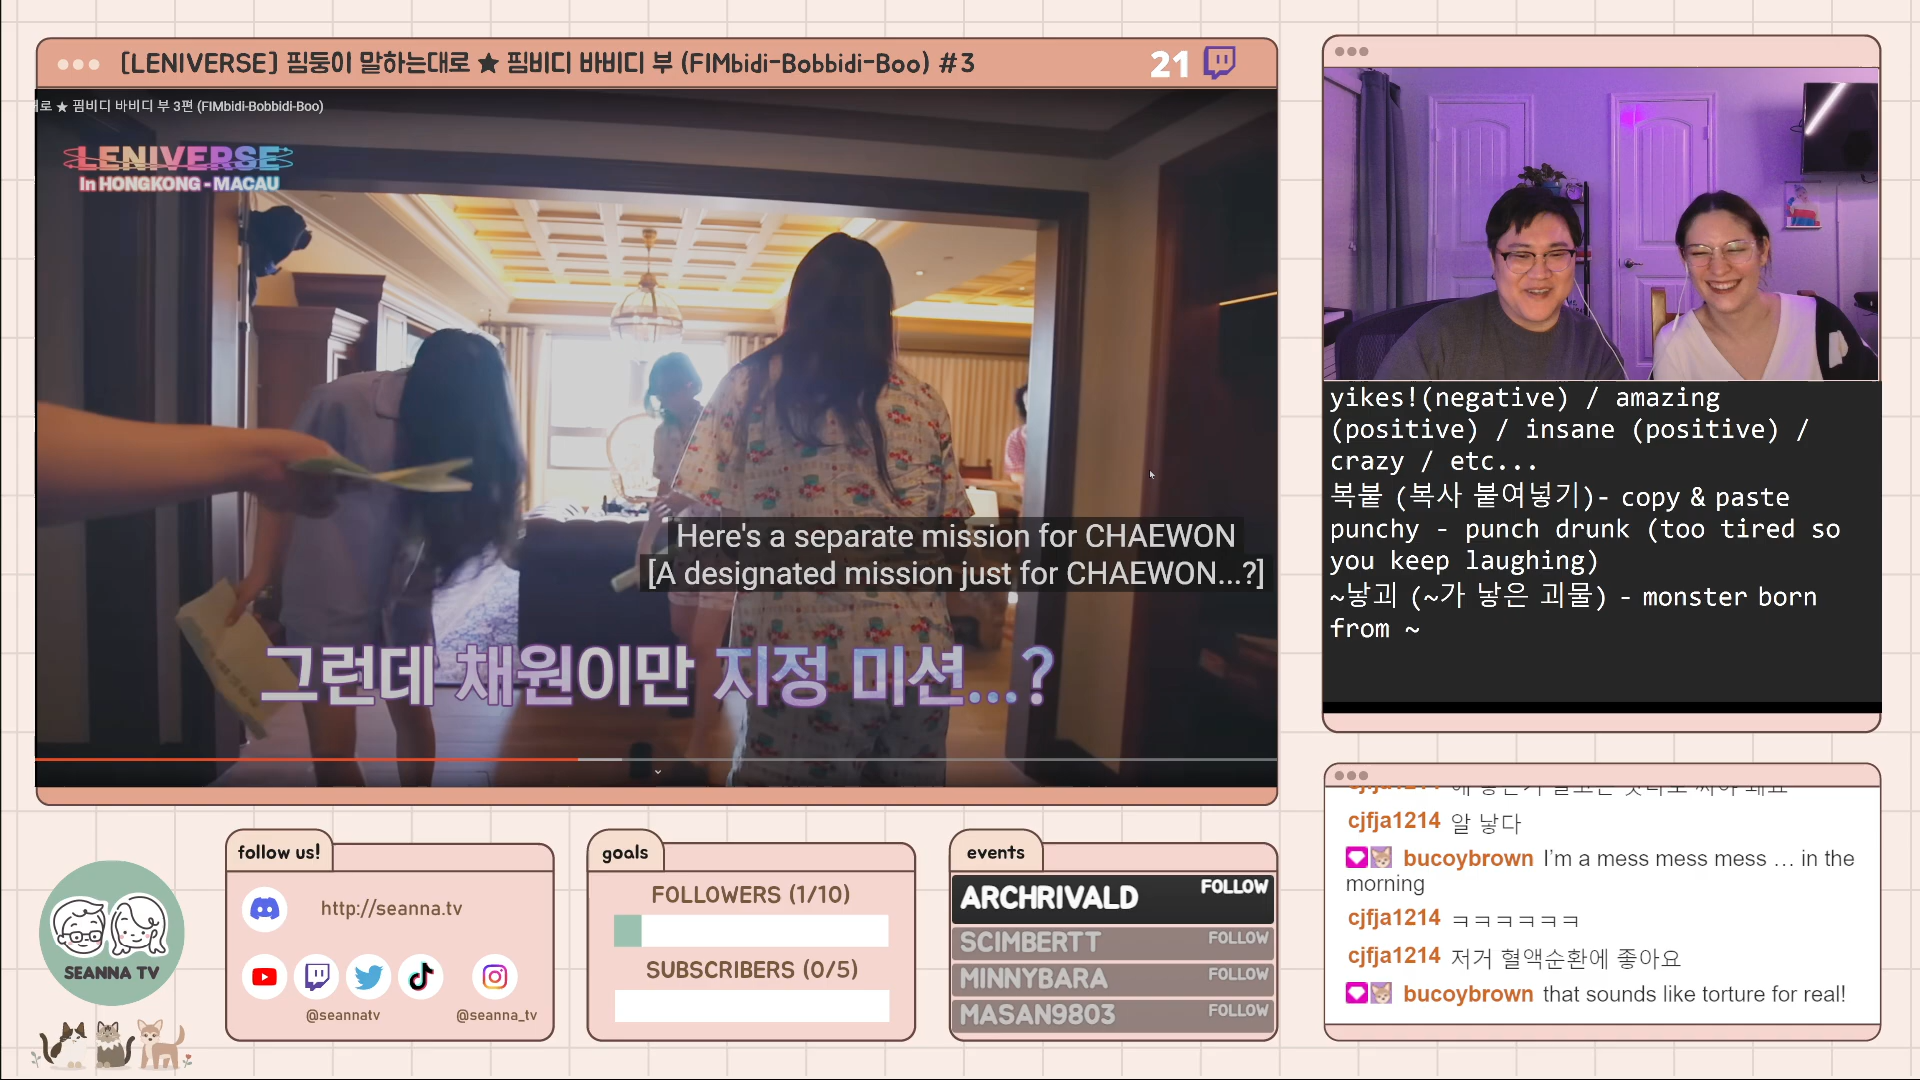 [LENIVERSE] 핌둥이 말하는대로 ★ 핌비디 바비디 부 (FIMbidi-Bobbidi-Boo) #3
21
로 ★ 핌비디 바비디 부 3편 (FIMbidi-Bobbidi-Boo)
LENIVERSE
In HONGKONG - MACAU
Here's a separate mission for CHAEWON
[A designated mission just for CHAEWON...?]
그런데 채원이만 지정 미션...?
yikes!(negative) / amazing
(positive) / insane (positive) /
crazy / etc...
복붙 (복사 붙여넣기)- copy & paste
punchy - punch drunk (too tired so
you keep laughing)
~낳괴 (~가 낳은 괴물) - monster born
from ~
cjfja1214 알 낳다
bucoybrown I'm a mess mess mess … in the
morning
cjfja1214 ㅋㅋㅋㅋㅋㅋ
cjfja1214 저거 혈액순환에 좋아요
bucoybrown that sounds like torture for real!
SEANNA TV
follow us!
http://seanna.tv
@seannatv
@seanna_tv
goals
FOLLOWERS (1/10)
SUBSCRIBERS (0/5)
events
ARCHRIVALD FOLLOW
SCIMBERTT FOLLOW
MINNYBARA FOLLOW
MASAN9803 FOLLOW